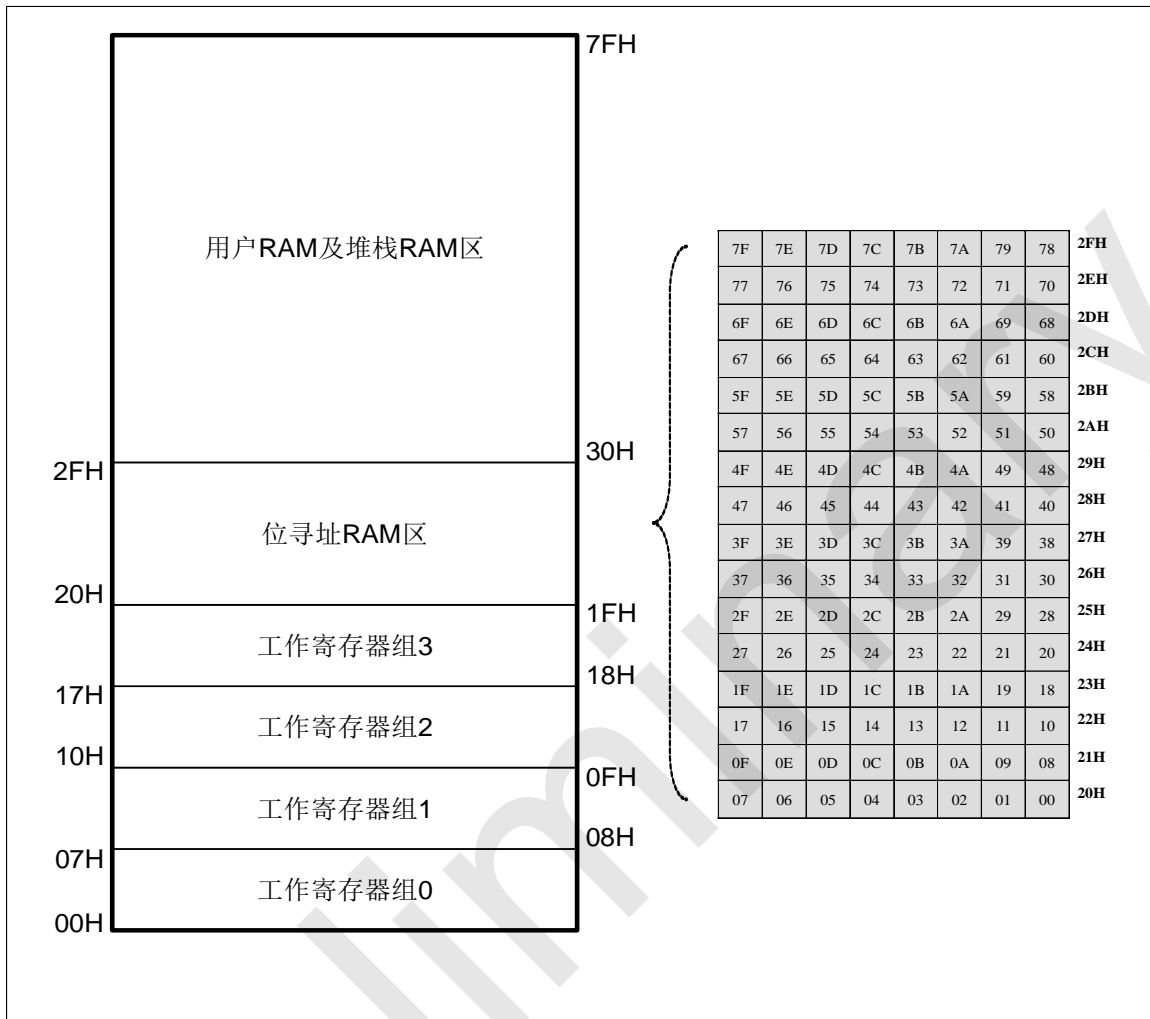 7FH
用户RAM及堆栈RAM区
30H
2FH
位寻址RAM区
20H
1FH
工作寄存器组3
18H
17H
工作寄存器组2
10H
0FH
工作寄存器组1
08H
07H
工作寄存器组0
00H
7F 7E 7D 7C 7B 7A 79 78 2FH
77 76 75 74 73 72 71 70 2EH
6F 6E 6D 6C 6B 6A 69 68 2DH
67 66 65 64 63 62 61 60 2CH
5F 5E 5D 5C 5B 5A 59 58 2BH
57 56 55 54 53 52 51 50 2AH
4F 4E 4D 4C 4B 4A 49 48 29H
47 46 45 44 43 42 41 40 28H
3F 3E 3D 3C 3B 3A 39 38 27H
37 36 35 34 33 32 31 30 26H
2F 2E 2D 2C 2B 2A 29 28 25H
27 26 25 24 23 22 21 20 24H
1F 1E 1D 1C 1B 1A 19 18 23H
17 16 15 14 13 12 11 10 22H
0F 0E 0D 0C 0B 0A 09 08 21H
07 06 05 04 03 02 01 00 20H
liminary